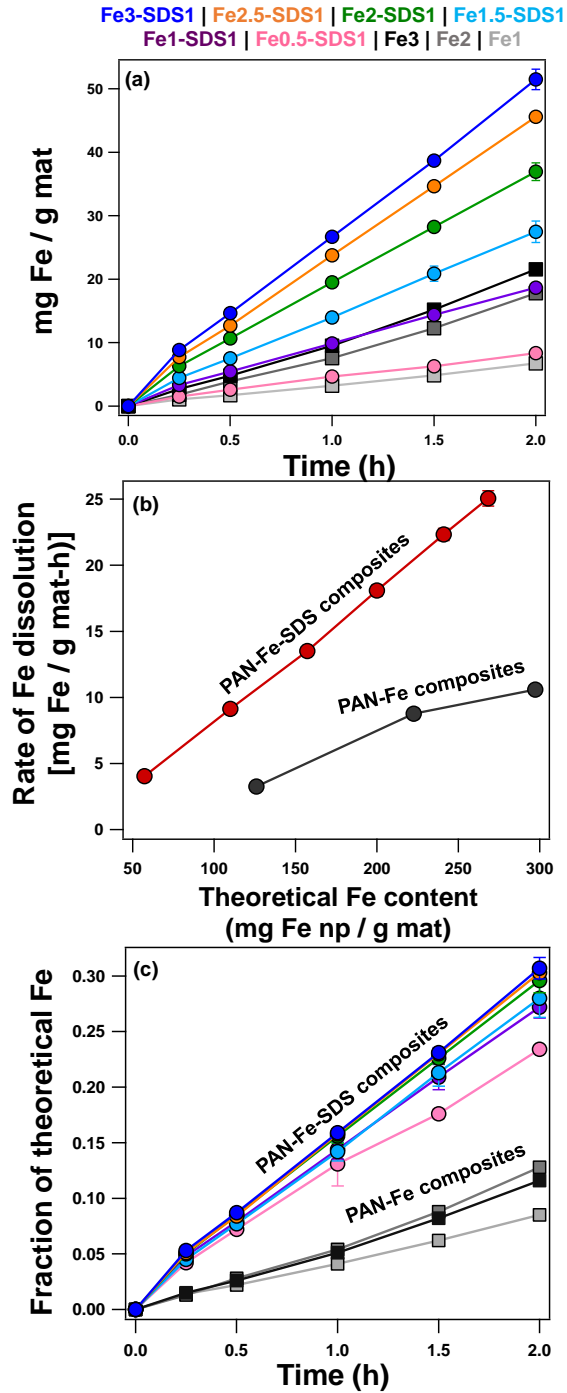 Fe3-SDS1 | Fe2.5-SDS1 | Fe2-SDS1 | Fe1.5-SDS1
Fe1-SDS1 | Fe0.5-SDS1 | Fe3 | Fe2 | Fe1
(a)
mg Fe / g mat
50
40
30
20
10
0
0.0 0.5 1.0 1.5 2.0
Time (h)
(b)
Rate of Fe dissolution
[mg Fe / g mat-h)]
25
20
15
10
5
0
PAN-Fe-SDS composites
PAN-Fe composites
50 100 150 200 250 300
Theoretical Fe content
(mg Fe np / g mat)
(c)
Fraction of theoretical Fe
0.30
0.25
0.20
0.15
0.10
0.05
0.00
PAN-Fe-SDS composites
PAN-Fe composites
0.0 0.5 1.0 1.5 2.0
Time (h)